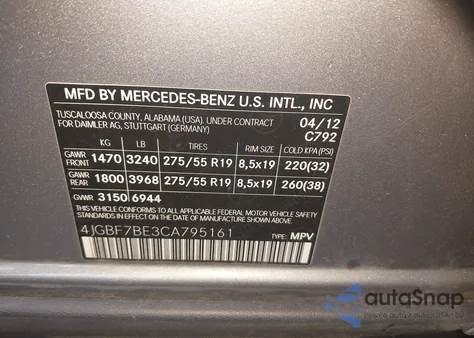 MFD BY MERCEDES-BENZ U.S. INTL., INC
TUSCALOOSA COUNTY, ALABAMA (USA), UNDER CONTRACT 04/12
FOR DAIMLER AG, STUTTGART (GERMANY) C792
KG LB TIRES RIM SIZE COLD KPA (PSI)
GAWR FRONT 1470 3240 275/55 R19 8,5x19 220(32)
GAWR REAR 1800 3968 275/55 R19 8,5x19 260(38)
GVWR 3150 6944
THIS VEHICLE CONFORMS TO ALL APPLICABLE U.S. FEDERAL MOTOR VEHICLE
SAFETY STANDARDS IN EFFECT ON THE DATE OF MANUFACTURE SHOWN ABOVE.
4JGBF7BE3CA795161 TYPE: MPV
autoSnap